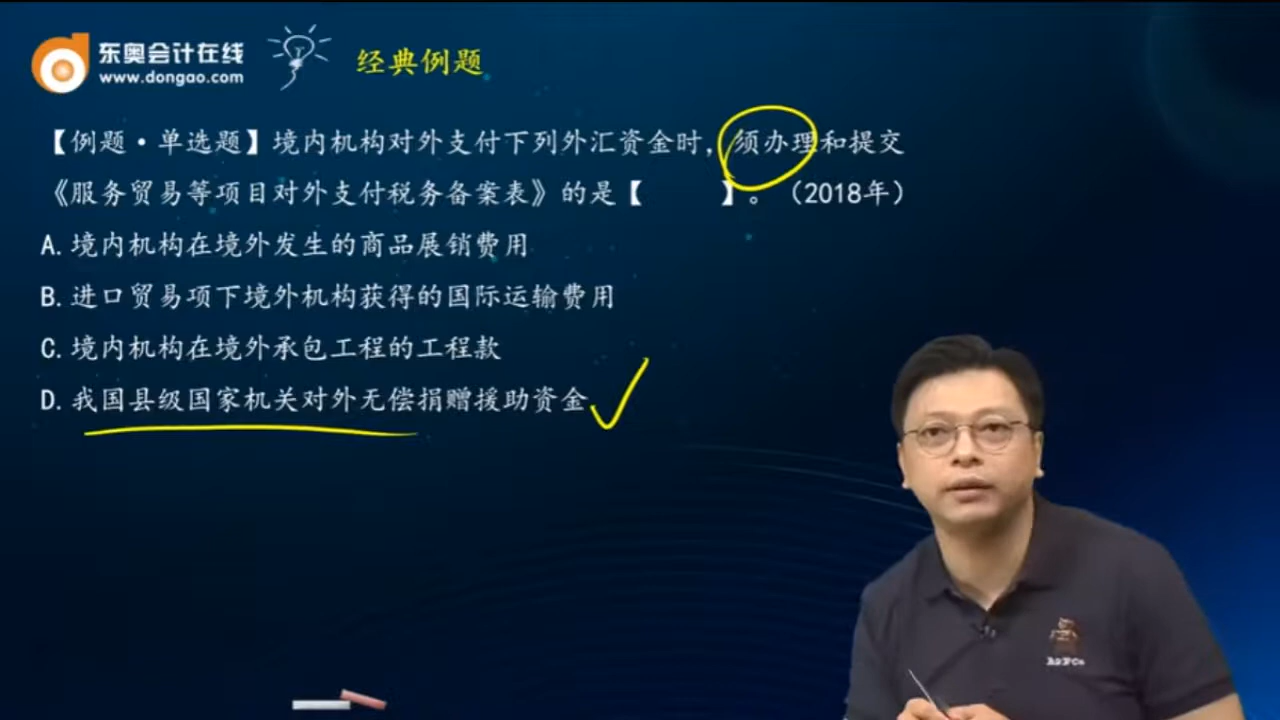 东奥会计在线
www.dongao.com
经典例题
【例题·单选题】境内机构对外支付下列外汇资金时，须办理和提交
《服务贸易等项目对外支付税务备案表》的是【 】。（2018年）
A. 境内机构在境外发生的商品展销费用
B. 进口贸易项下境外机构获得的国际运输费用
C. 境内机构在境外承包工程的工程款
D. 我国县级国家机关对外无偿捐赠援助资金